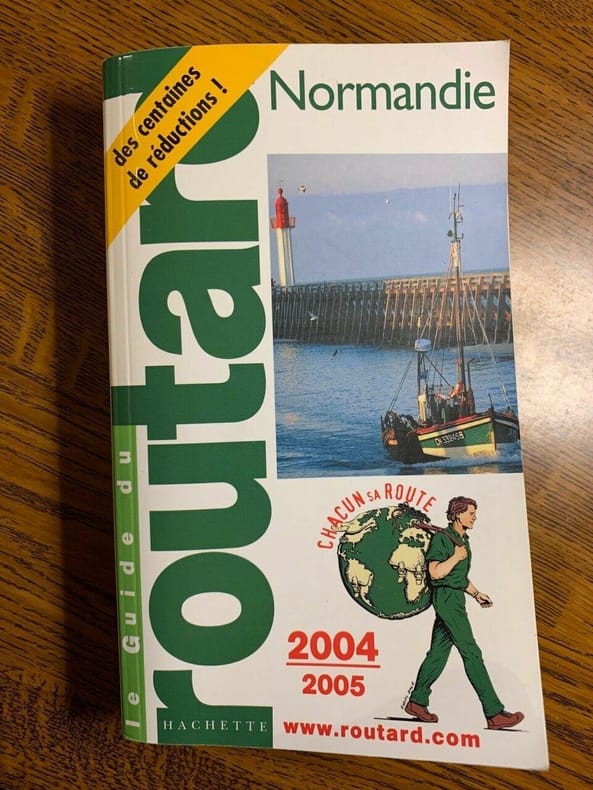 des centaines
de réductions !
Normandie
le Guide du
routard
CHACUN SA ROUTE
2004
2005
HACHETTE
www.routard.com